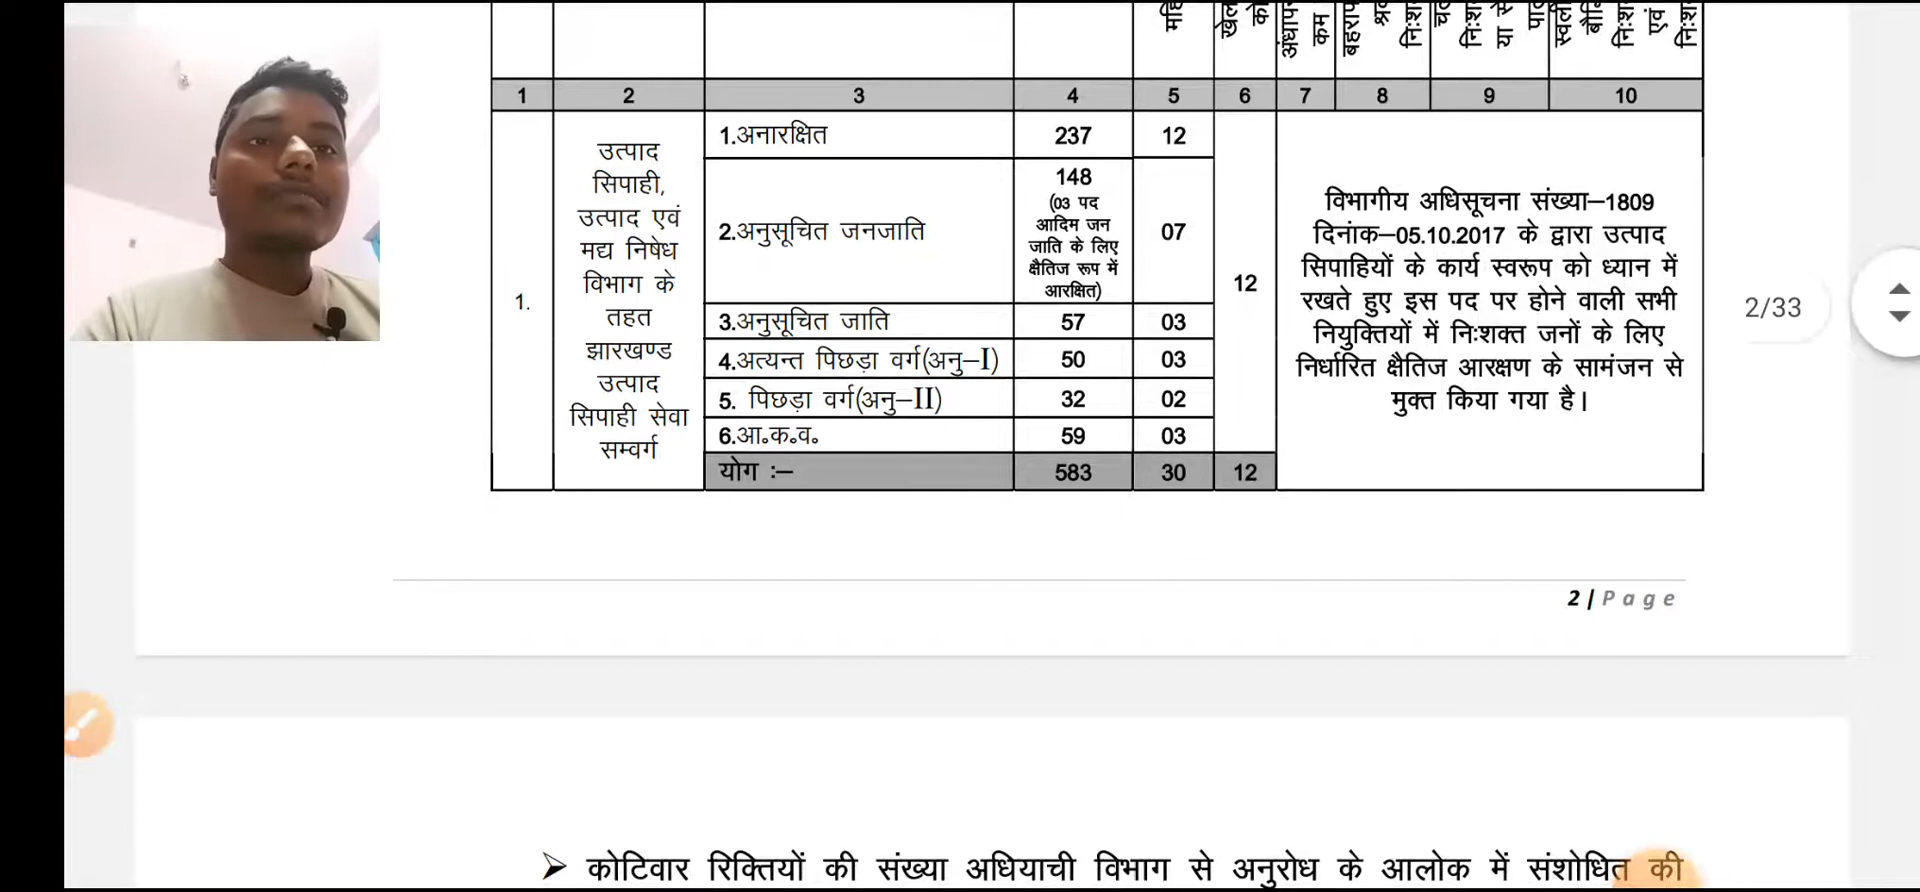 1 2 3 4 5 6 7 8 9 10
1.
उत्पाद
सिपाही,
उत्पाद एवं
मद्य निषेध
विभाग के
तहत
झारखण्ड
उत्पाद
सिपाही सेवा
सम्वर्ग
1.अनारक्षित 237 12
2.अनुसूचित जनजाति
148
(03 पद
आदिम जन
जाति के लिए
क्षैतिज रूप में
आरक्षित)
07
3.अनुसूचित जाति 57 03
4.अत्यन्त पिछड़ा वर्ग(अनु–I) 50 03
5. पिछड़ा वर्ग(अनु–II) 32 02
6.आ॰क॰व॰ 59 03
योग :– 583 30 12
12
विभागीय अधिसूचना संख्या–1809
दिनांक–05.10.2017 के द्वारा उत्पाद
सिपाहियों के कार्य स्वरूप को ध्यान में
रखते हुए इस पद पर होने वाली सभी
नियुक्तियों में निःशक्त जनों के लिए
निर्धारित क्षैतिज आरक्षण के सामंजन से
मुक्त किया गया है।
2/33
2 | Page
➢ कोटिवार रिक्तियों की संख्या अधियाची विभाग से अनुरोध के आलोक में संशोधित की